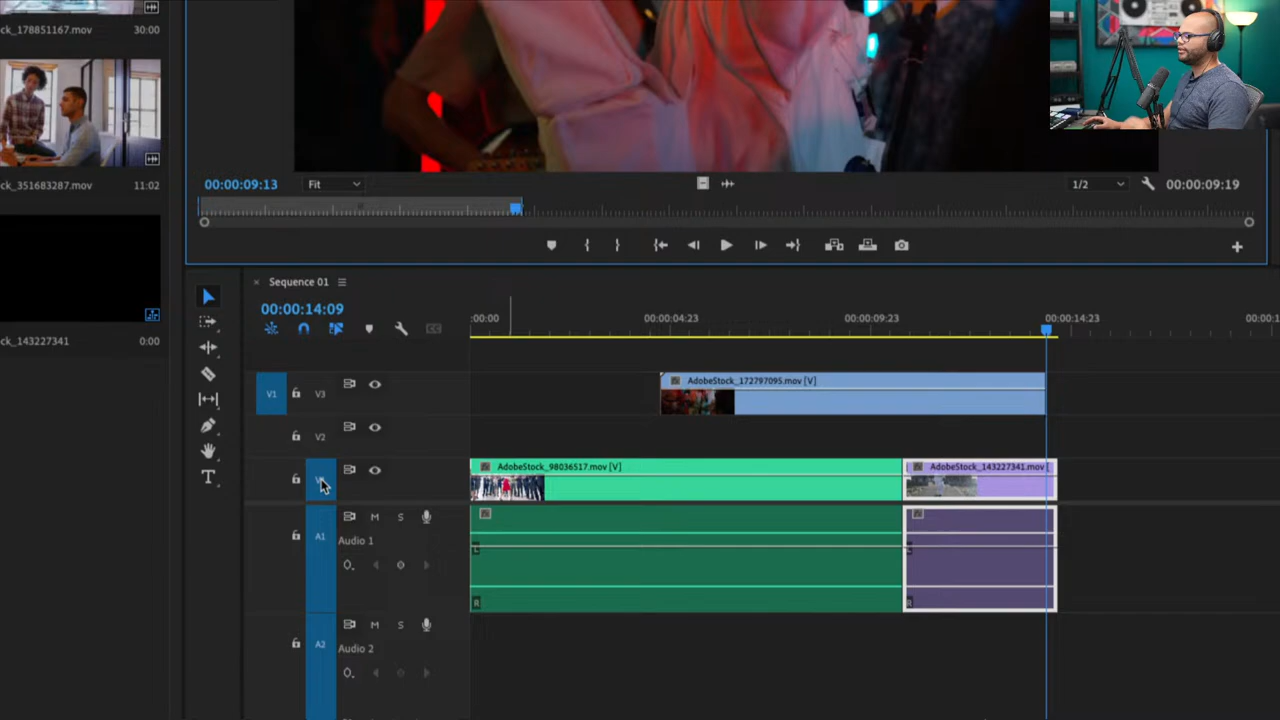 ck_178851167.mov 30:00
ck_351683287.mov 11:02
ck_143227341 0:00
00:00:09:13 Fit 1/2 00:00:09:19
Sequence 01
00:00:14:09
:00:00 00:00:04:23 00:00:09:23 00:00:14:23 00:00:1
V1 V3 AdobeStock_172797095.mov [V]
V2
AdobeStock_98036517.mov [V] AdobeStock_143227341.mov [
A1 M S
Audio 1
L
R R
A2 M S
Audio 2